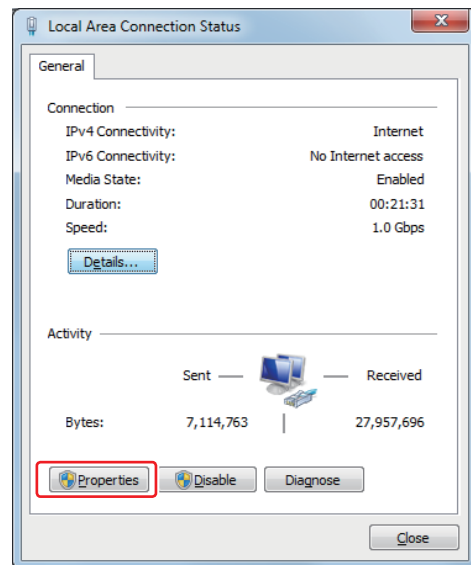 Local Area Connection Status
General
Connection
IPv4 Connectivity: Internet
IPv6 Connectivity: No Internet access
Media State: Enabled
Duration: 00:21:31
Speed: 1.0 Gbps
Details...
Activity
Sent Received
Bytes: 7,114,763 27,957,696
Properties Disable Diagnose
Close